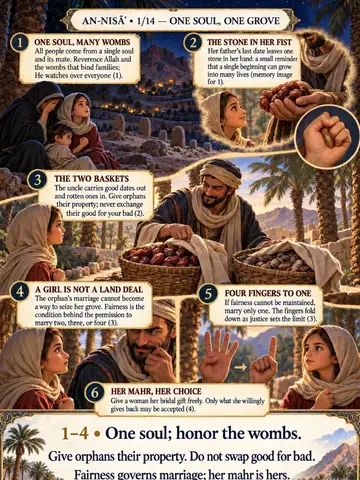 AN-NISĀ' • 1/14 — ONE SOUL, ONE GROVE
1
ONE SOUL, MANY WOMBS
All people come from a single soul
and its mate. Reverence Allah and
the wombs that bind families;
He watches over everyone (1).
2
THE STONE IN HER FIST
Her father's last date leaves one
stone in her hand: a small reminder
that a single beginning can grow
into many lives (memory image
for 1).
3
THE TWO BASKETS
The uncle carries good dates out
and rotten ones in. Give orphans
their property; never exchange
their good for your bad (2).
4
A GIRL IS NOT A LAND DEAL
The orphan's marriage cannot become
a way to seize her grove. Fairness is the
condition behind the permission to
marry two, three, or four (3).
5
FOUR FINGERS TO ONE
If fairness cannot be maintained,
marry only one. The fingers fold
down as justice sets the limit (3).
6
HER MAHR, HER CHOICE
Give a woman her bridal gift freely. Only what she willingly
gives back may be accepted (4).
1–4 • One soul; honor the wombs.
Give orphans their property. Do not swap good for bad.
Fairness governs marriage; her mahr is hers.